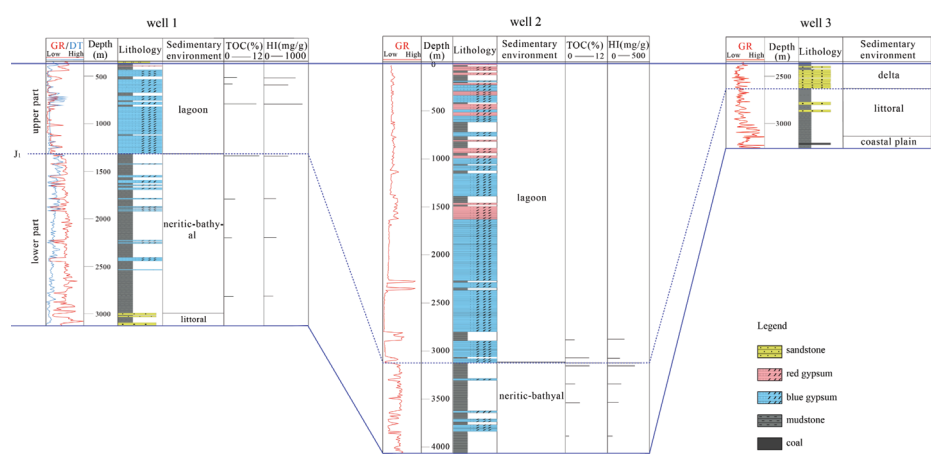 well 1
GR/DT
Low High
Depth
(m)
Lithology
Sedimentary
environment
TOC(%)
0 12
HI(mg/g)
0 1000
500
1000
1500
2000
2500
3000
upper part
J1
lower part
lagoon
neritic-bathy-
al
littoral
well 2
GR
Low High
Depth
(m)
Lithology
Sedimentary
environment
TOC(%)
0 12
HI(mg/g)
0 500
0
500
1000
1500
2000
2500
3000
3500
4000
lagoon
neritic-bathyal
well 3
GR
Low High
Depth
(m)
Lithology
Sedimentary
environment
2500
3000
delta
littoral
coastal plain
Legend
sandstone
red gypsum
blue gypsum
mudstone
coal